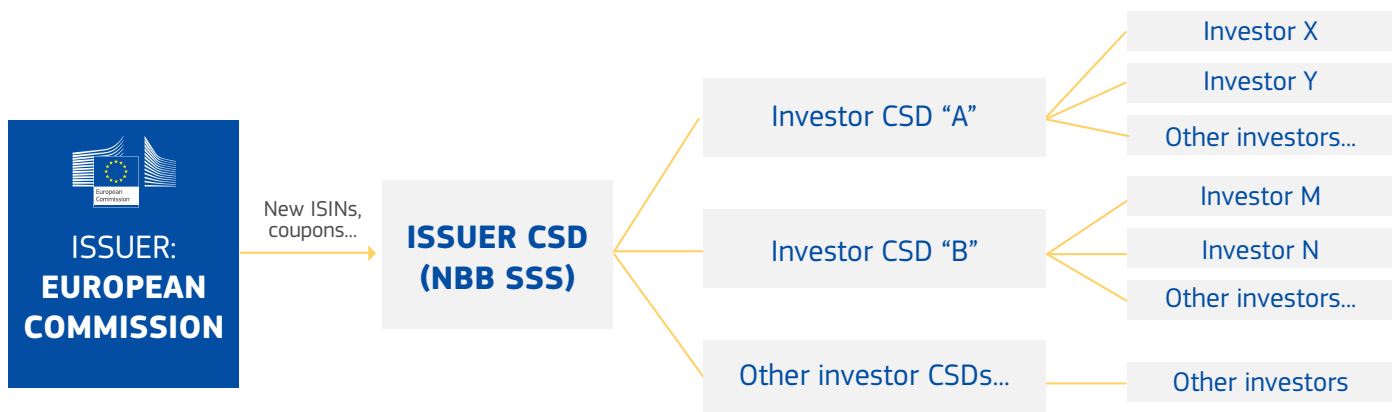 European
Commission
ISSUER:
EUROPEAN
COMMISSION
New ISINs,
coupons...
ISSUER CSD
(NBB SSS)
Investor CSD “A”
Investor CSD “B”
Other investor CSDs...
Investor X
Investor Y
Other investors...
Investor M
Investor N
Other investors...
Other investors